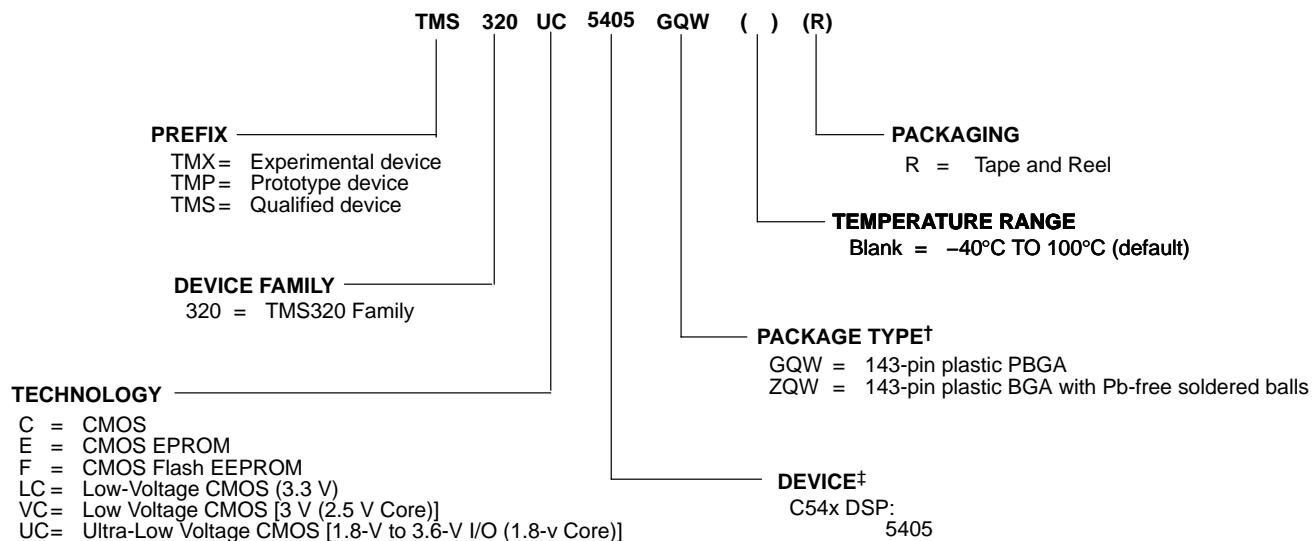 TMS 320 UC 5405 GQW ( ) (R)
PREFIX
TMX = Experimental device
TMP = Prototype device
TMS = Qualified device
DEVICE FAMILY
320 = TMS320 Family
TECHNOLOGY
C = CMOS
E = CMOS EPROM
F = CMOS Flash EEPROM
LC = Low-Voltage CMOS (3.3 V)
VC = Low Voltage CMOS [3 V (2.5 V Core)]
UC = Ultra-Low Voltage CMOS [1.8-V to 3.6-V I/O (1.8-v Core)]
PACKAGING
R = Tape and Reel
TEMPERATURE RANGE
Blank = –40°C TO 100°C (default)
PACKAGE TYPE†
GQW = 143-pin plastic PBGA
ZQW = 143-pin plastic BGA with Pb-free soldered balls
DEVICE‡
C54x DSP:
5405